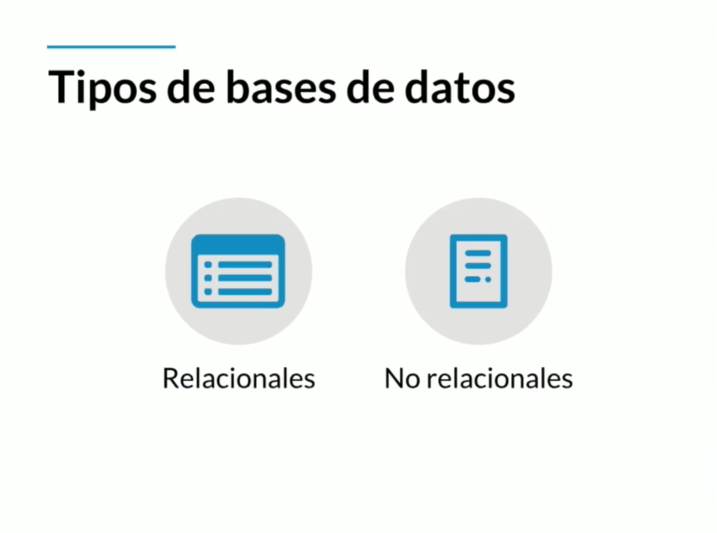 Tipos de bases de datos
Relacionales
No relacionales